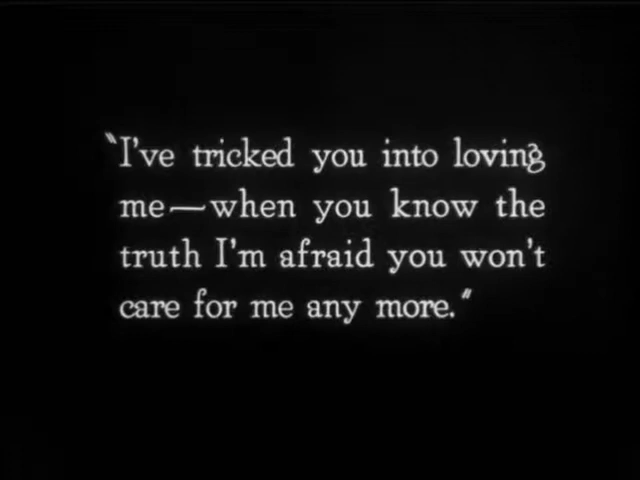 "I've tricked you into loving
me—when you know the
truth I'm afraid you won't
care for me any more."